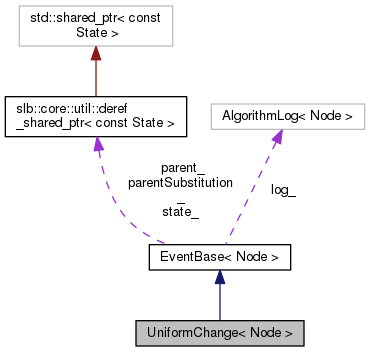 std::shared_ptr< const
State >
slb::core::util::deref
_shared_ptr< const State >
AlgorithmLog< Node >
parent_
parentSubstitution
_
state_
log_
EventBase< Node >
UniformChange< Node >